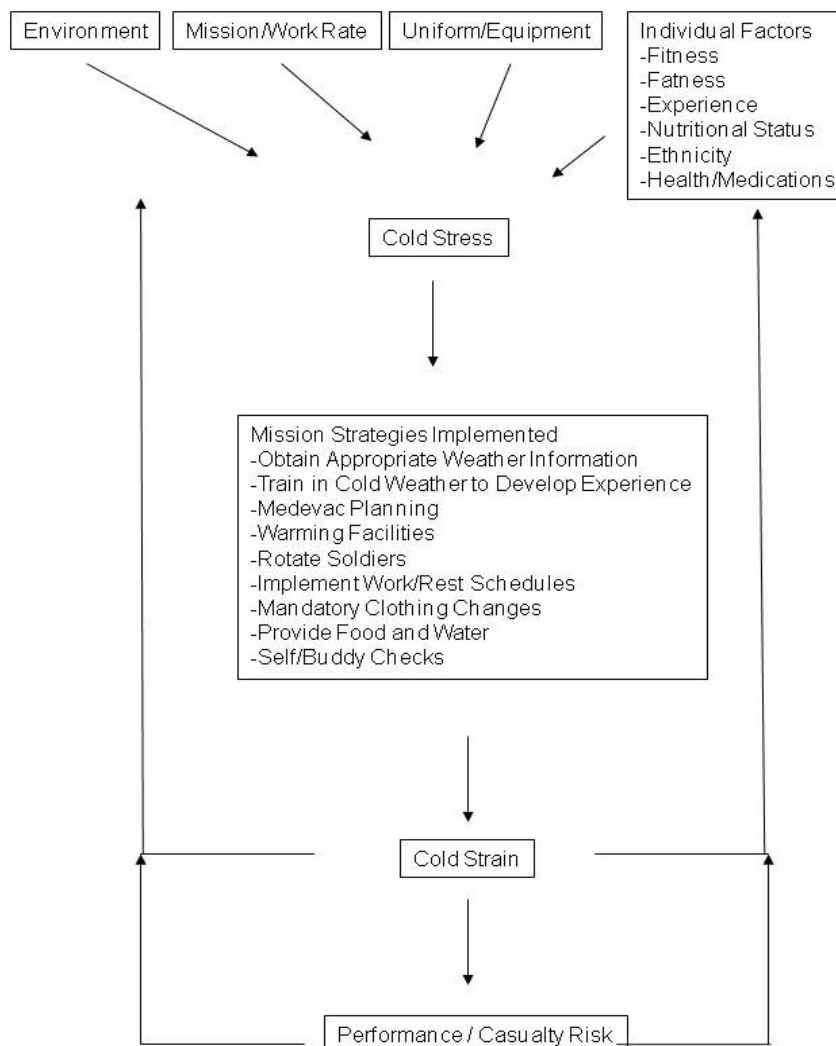 Environment
Mission/Work Rate
Uniform/Equipment
Individual Factors
-Fitness
-Fatness
-Experience
-Nutritional Status
-Ethnicity
-Health/Medications
Cold Stress
Mission Strategies Implemented
-Obtain Appropriate Weather Information
-Train in Cold Weather to Develop Experience
-Medevac Planning
-Warming Facilities
-Rotate Soldiers
-Implement Work/Rest Schedules
-Mandatory Clothing Changes
-Provide Food and Water
-Self/Buddy Checks
Cold Strain
Performance / Casualty Risk